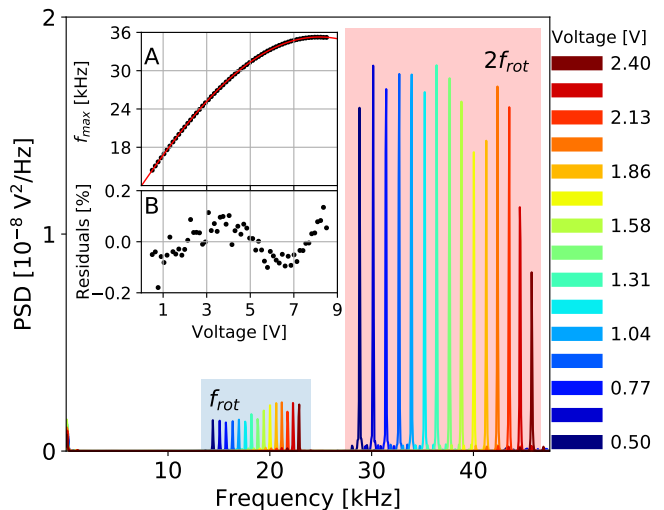 2
1
0
PSD [10⁻⁸ V²/Hz]
10
20
30
40
Frequency [kHz]
A
36
30
24
18
f_max [kHz]
B
0.2
0.0
−0.2
Residuals [%]
1
3
5
7
9
Voltage [V]
f_rot
2f_rot
Voltage [V]
2.40
2.13
1.86
1.58
1.31
1.04
0.77
0.50